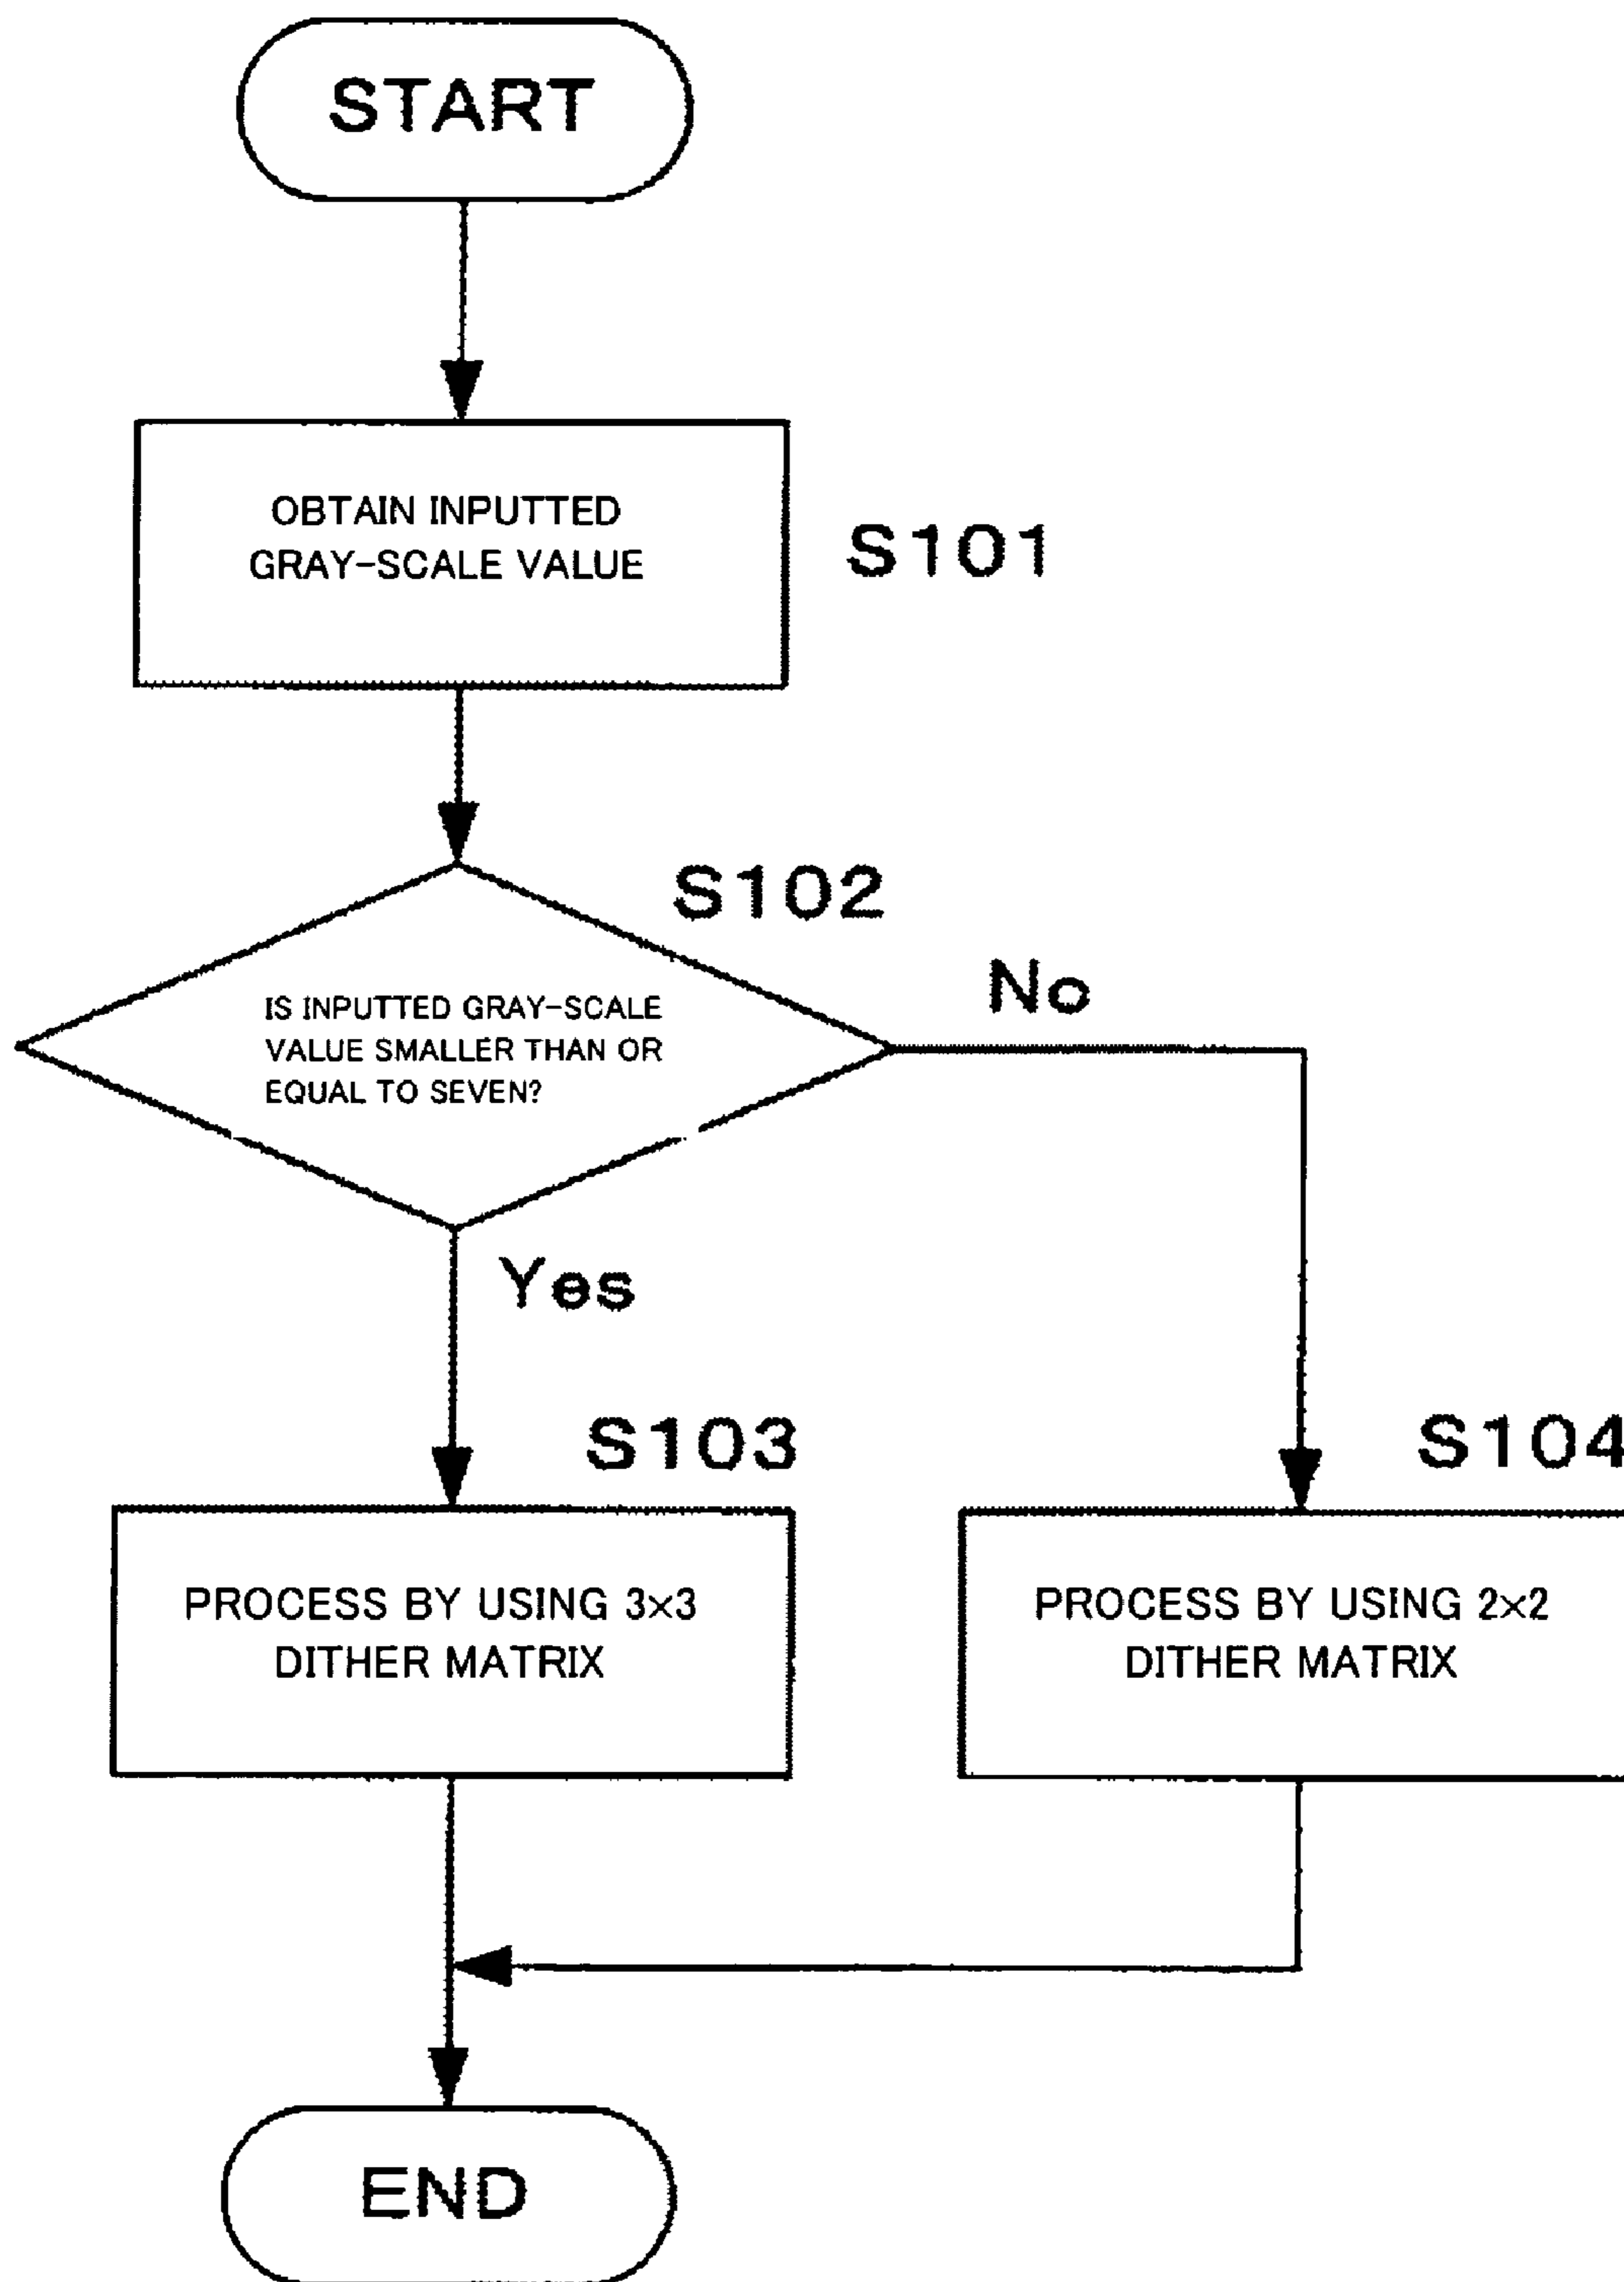 START
OBTAIN INPUTTED
GRAY-SCALE VALUE
S101
S102
IS INPUTTED GRAY-SCALE
VALUE SMALLER THAN OR
EQUAL TO SEVEN?
No
Yes
S103
S104
PROCESS BY USING 3×3
DITHER MATRIX
PROCESS BY USING 2×2
DITHER MATRIX
END